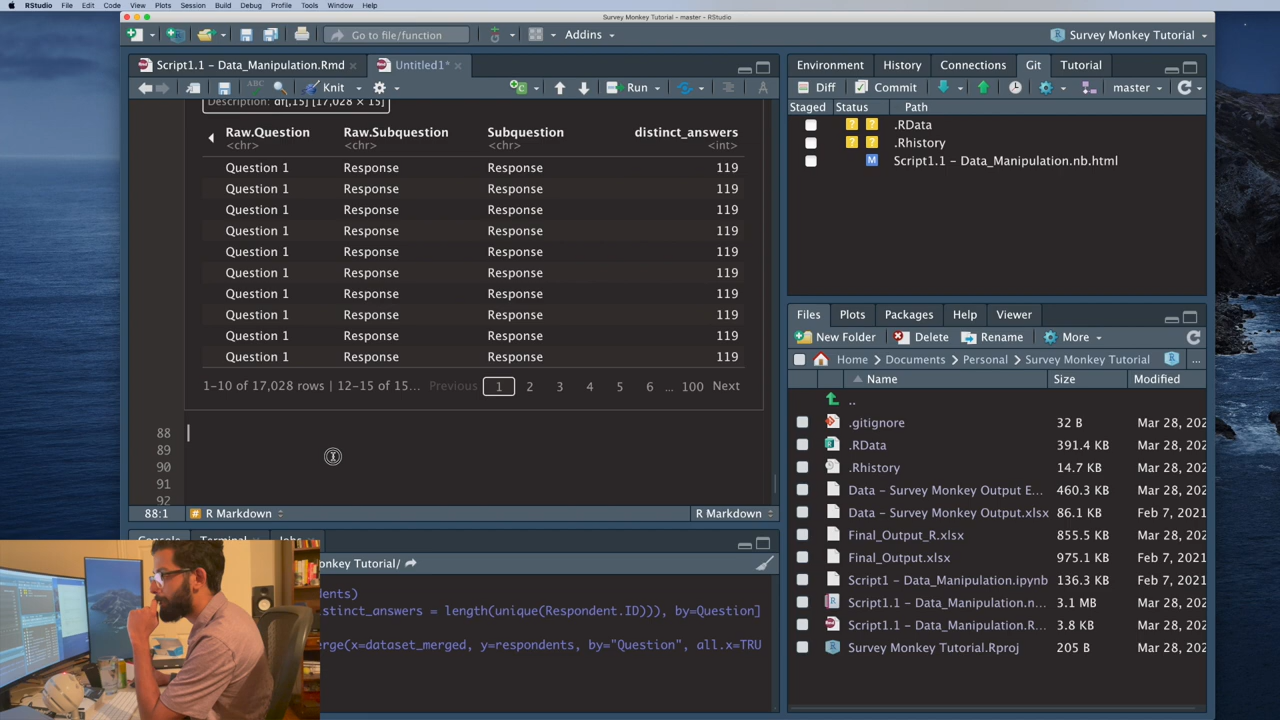 RStudio File Edit Code View Plots Session Build Debug Profile Tools Window Help
Survey Monkey Tutorial - master - RStudio
Go to file/function
Addins
Survey Monkey Tutorial
Script1.1 - Data_Manipulation.Rmd
Untitled1*
Knit
Run
Description: df[,15] [17,028 × 15]
Raw.Question Raw.Subquestion Subquestion distinct_answers
<chr> <chr> <chr> <int>
Question 1 Response Response 119
Question 1 Response Response 119
Question 1 Response Response 119
Question 1 Response Response 119
Question 1 Response Response 119
Question 1 Response Response 119
Question 1 Response Response 119
Question 1 Response Response 119
Question 1 Response Response 119
Question 1 Response Response 119
1-10 of 17,028 rows | 12-15 of 15... Previous 1 2 3 4 5 6 ... 100 Next
88
89
90
91
92
88:1 # R Markdown R Markdown
Console Terminal Jobs
onkey Tutorial/
ents)
stinct_answers = length(unique(Respondent.ID))), by=Question]
erge(x=dataset_merged, y=respondents, by="Question", all.x=TRU
Environment History Connections Git Tutorial
Diff Commit master
Staged Status Path
? ? .RData
? ? .Rhistory
M Script1.1 - Data_Manipulation.nb.html
Files Plots Packages Help Viewer
New Folder Delete Rename More
Home Documents Personal Survey Monkey Tutorial ...
Name Size Modified
..
.gitignore 32 B Mar 28, 202
.RData 391.4 KB Mar 28, 202
.Rhistory 14.7 KB Mar 28, 202
Data - Survey Monkey Output E... 460.3 KB Mar 28, 202
Data - Survey Monkey Output.xlsx 86.1 KB Feb 7, 2021
Final_Output_R.xlsx 855.5 KB Mar 28, 202
Final_Output.xlsx 975.1 KB Feb 7, 2021
Script1 - Data_Manipulation.ipynb 136.3 KB Mar 28, 202
Script1.1 - Data_Manipulation.n... 3.1 MB Mar 28, 202
Script1.1 - Data_Manipulation.R... 3.8 KB Mar 28, 202
Survey Monkey Tutorial.Rproj 205 B Mar 28, 202